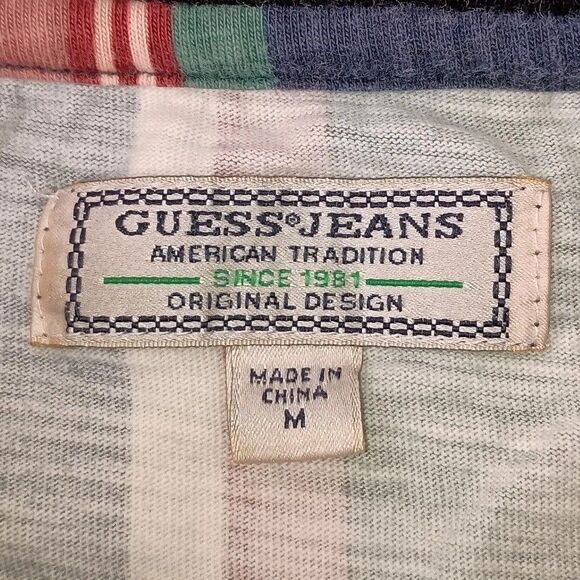 GUESS®JEANS
AMERICAN TRADITION
SINCE 1981
ORIGINAL DESIGN
MADE IN
CHINA
M